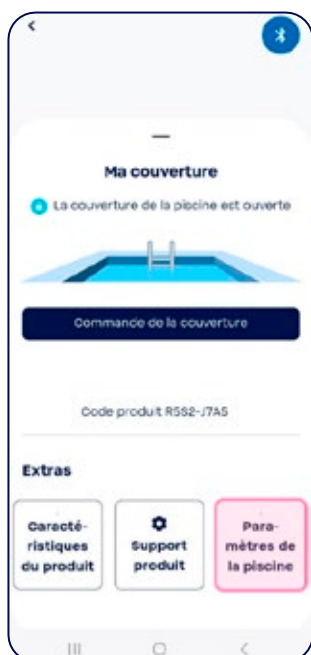 Ma couverture
La couverture de la piscine est ouverte
Commande de la couverture
Code produit R5S2-J7A5
Extras
Caracté-
ristiques
du produit
Support
produit
Para-
mètres de
la piscine